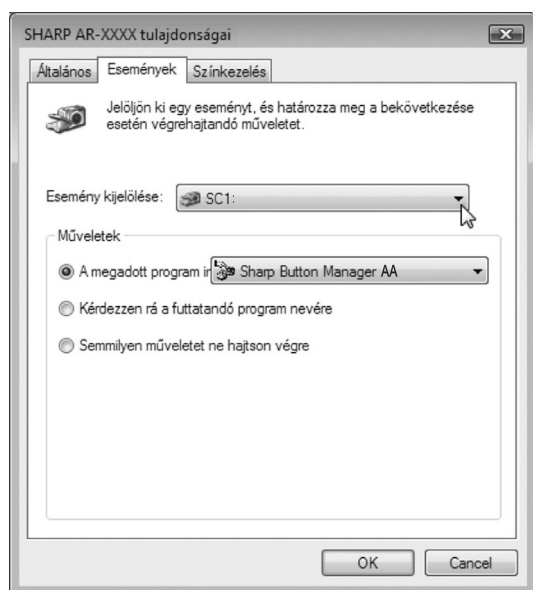 SHARP AR-XXXX tulajdonságai
Általános Események Színkezelés
Jelöljön ki egy eseményt, és határozza meg a bekövetkezése
esetén végrehajtandó műveletet.
Esemény kijelölése: SC1:
Műveletek
A megadott program ir Sharp Button Manager AA
Kérdezzen rá a futtatandó program nevére
Semmilyen műveletet ne hajtson végre
OK Cancel